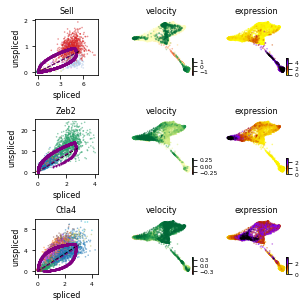 Sell
velocity
expression
unspliced
2
1
0
0
3
6
spliced
1
0
−1
4
2
0
Zeb2
velocity
expression
unspliced
20
10
0
0
2
4
spliced
0.25
0.00
−0.25
2
1
0
Ctla4
velocity
expression
unspliced
8
4
0
0
2
4
spliced
0.3
0.0
−0.3
2
0